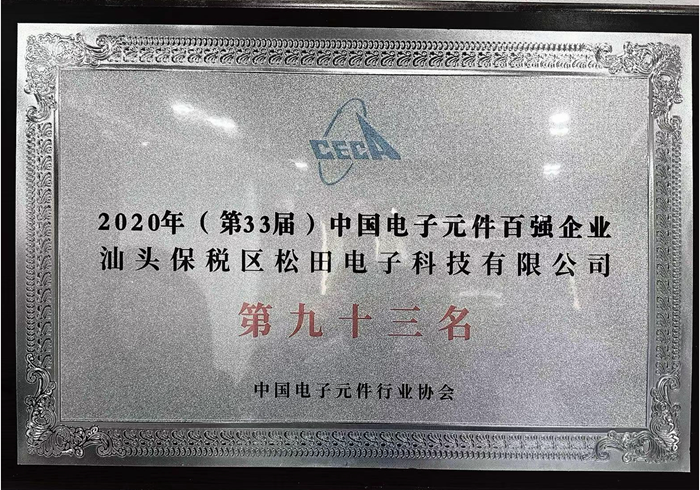 CECA
2020年（第33届）中国电子元件百强企业
汕头保税区松田电子科技有限公司
第九十三名
中国电子元件行业协会